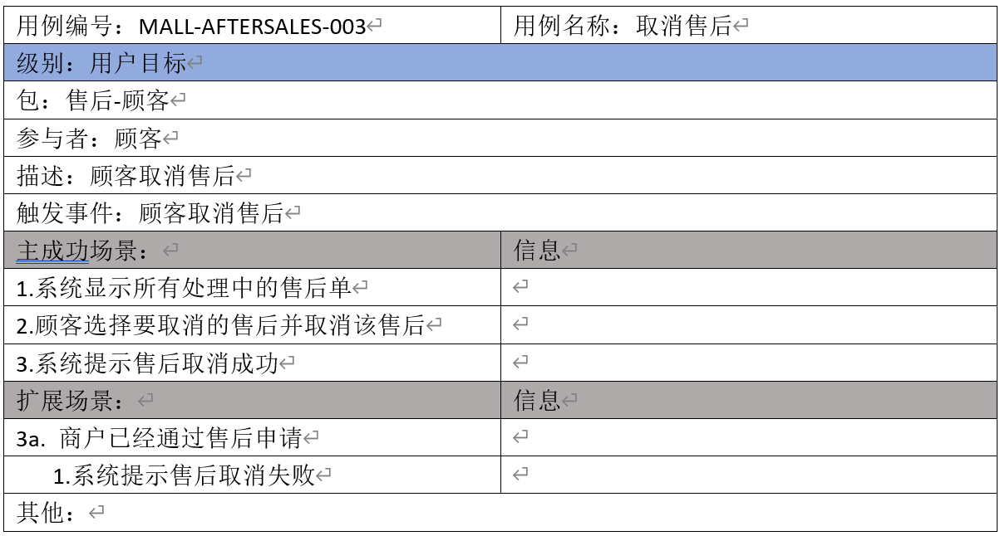 用例编号：MALL-AFTERSALES-003
用例名称：取消售后
级别：用户目标
包：售后-顾客
参与者：顾客
描述：顾客取消售后
触发事件：顾客取消售后
主成功场景：
信息
1.系统显示所有处理中的售后单
2.顾客选择要取消的售后并取消该售后
3.系统提示售后取消成功
扩展场景：
信息
3a. 商户已经通过售后申请
1.系统提示售后取消失败
其他：